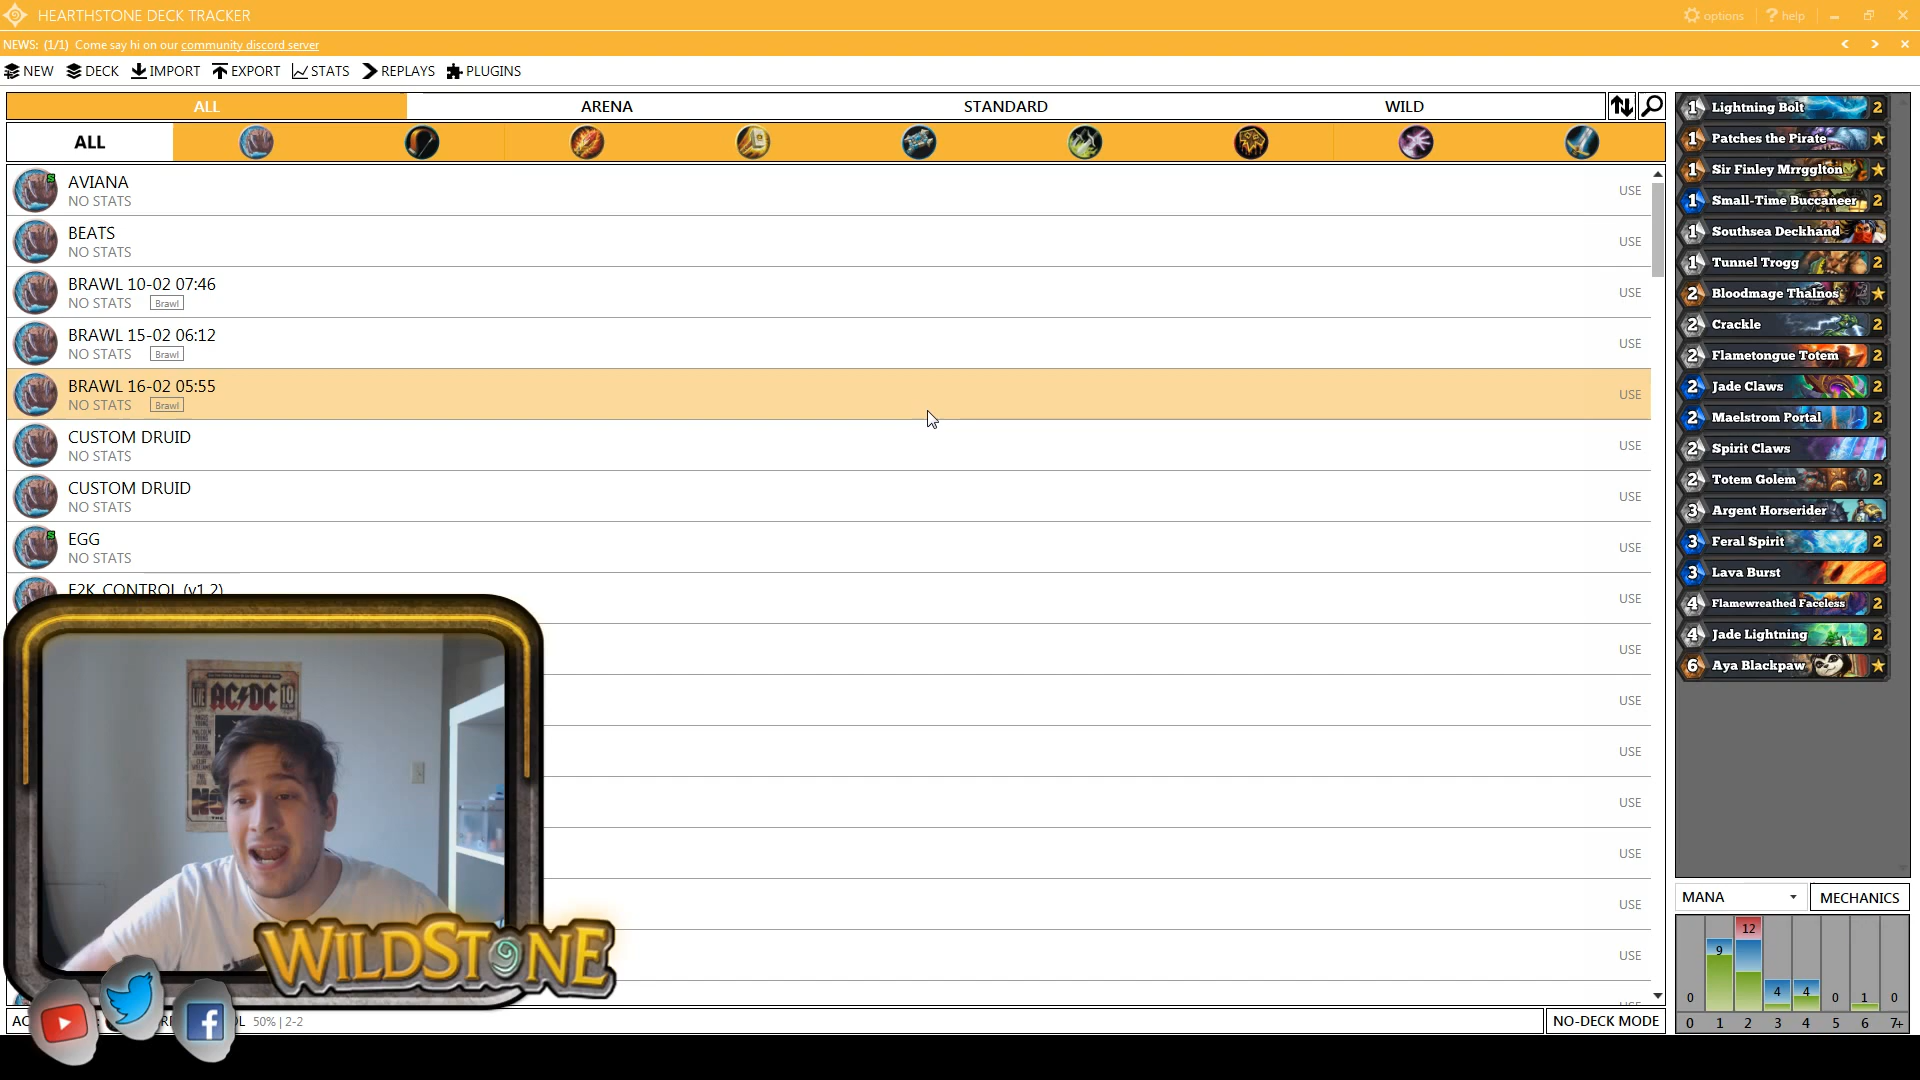 HEARTHSTONE DECK TRACKER
options
? help
NEWS: (1/1) Come say hi on our community discord server
< > ×
NEW DECK IMPORT EXPORT STATS REPLAYS PLUGINS
ALL ARENA STANDARD WILD
ALL
AVIANA
NO STATS
USE
BEATS
NO STATS
USE
BRAWL 10-02 07:46
NO STATS Brawl
USE
BRAWL 15-02 06:12
NO STATS Brawl
USE
BRAWL 16-02 05:55
NO STATS Brawl
USE
CUSTOM DRUID
NO STATS
USE
CUSTOM DRUID
NO STATS
USE
EGG
NO STATS
USE
F2K CONTROL (v1.2)
USE
USE
USE
USE
USE
USE
USE
USE
1 Lightning Bolt 2
1 Patches the Pirate
1 Sir Finley Mrrgglton
1 Small-Time Buccaneer 2
1 Southsea Deckhand
1 Tunnel Trogg 2
2 Bloodmage Thalnos
2 Crackle 2
2 Flametongue Totem 2
2 Jade Claws 2
2 Maelstrom Portal 2
2 Spirit Claws
2 Totem Golem 2
3 Argent Horserider
3 Feral Spirit 2
3 Lava Burst
4 Flamewreathed Faceless 2
4 Jade Lightning 2
6 Aya Blackpaw
MANA
MECHANICS
0 9 12 4 4 0 1 0
0 1 2 3 4 5 6 7+
LIVE AC/DC 10
WILDSTONE
50% | 2-2
NO-DECK MODE